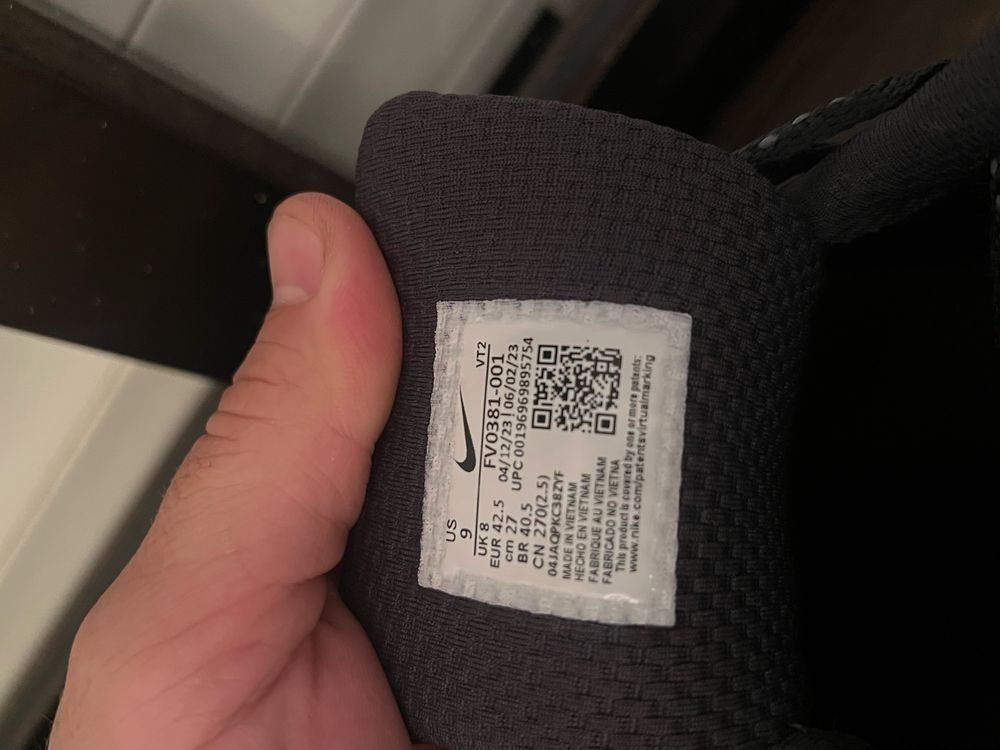 US
9
VT2
UK 8
FV0381-001
EUR 42.5
04/12/23 | 06/02/23
cm 27
UPC 00196969895754
BR 40.5
CN 270(2.5)
04JAQPKC38ZYF
MADE IN VIETNAM
HECHO EN VIETNAM
FABRIQUE AU VIETNAM
FABRICADO NO VIETNA
This product is covered by one or more patents:
www.nike.com/patentsvirtualmarking